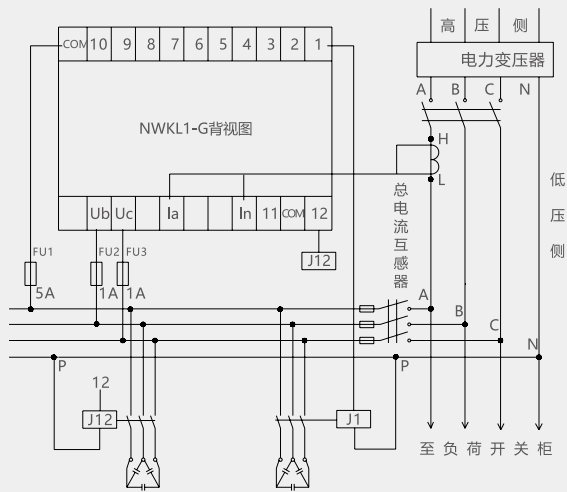 高 压 侧
电力变压器
A B C N
COM 10 9 8 7 6 5 4 3 2 1
NWKL1-G背视图
H
L
Ub Uc Ia In 11 COM 12
总电流互感器
低压侧
FU1 FU2 FU3
J12
5A 1A 1A
A
B
C
N
P P
12
J12 J1
至 负 荷 开 关 柜